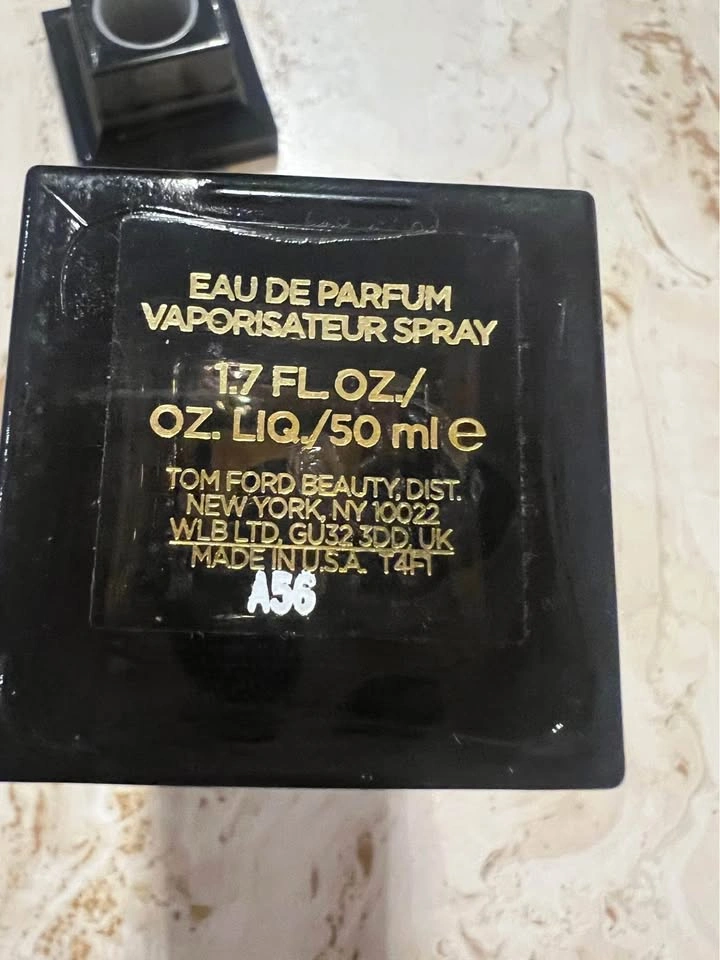 EAU DE PARFUM
VAPORISATEUR SPRAY
1.7 FL. OZ./
OZ. LIQ./50 ml e
TOM FORD BEAUTY, DIST.
NEW YORK, NY 10022
WLB LTD, GU32 3DD, UK
MADE IN U.S.A. T4F1
A56